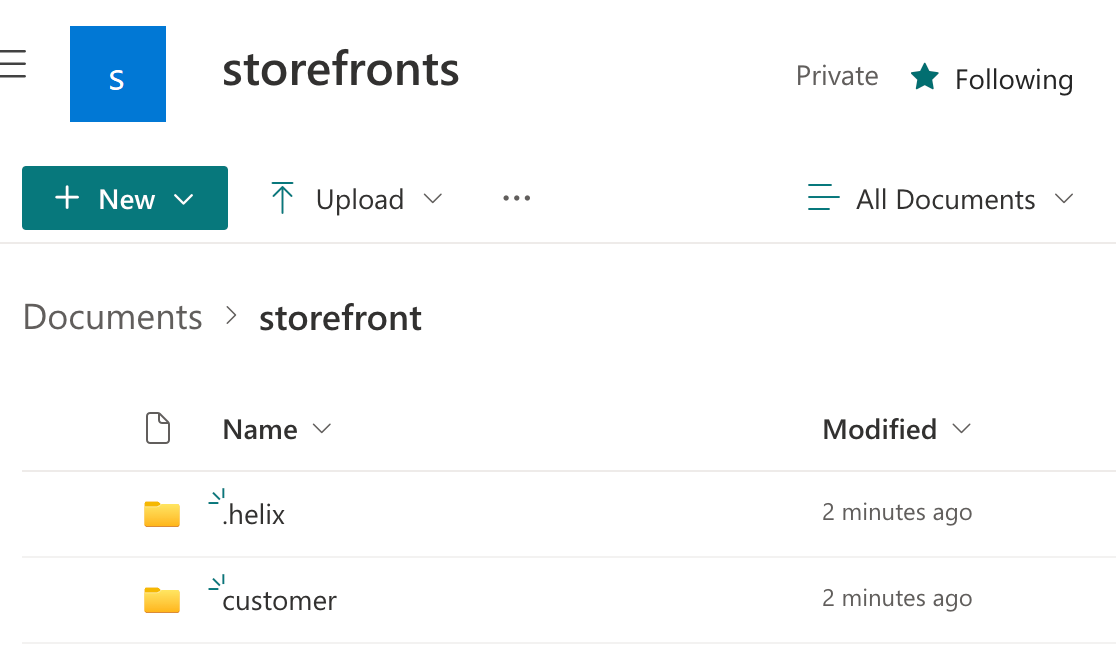 S
storefronts
Private
Following
New
Upload
All Documents
Documents > storefront
Name
Modified
.helix
2 minutes ago
customer
2 minutes ago